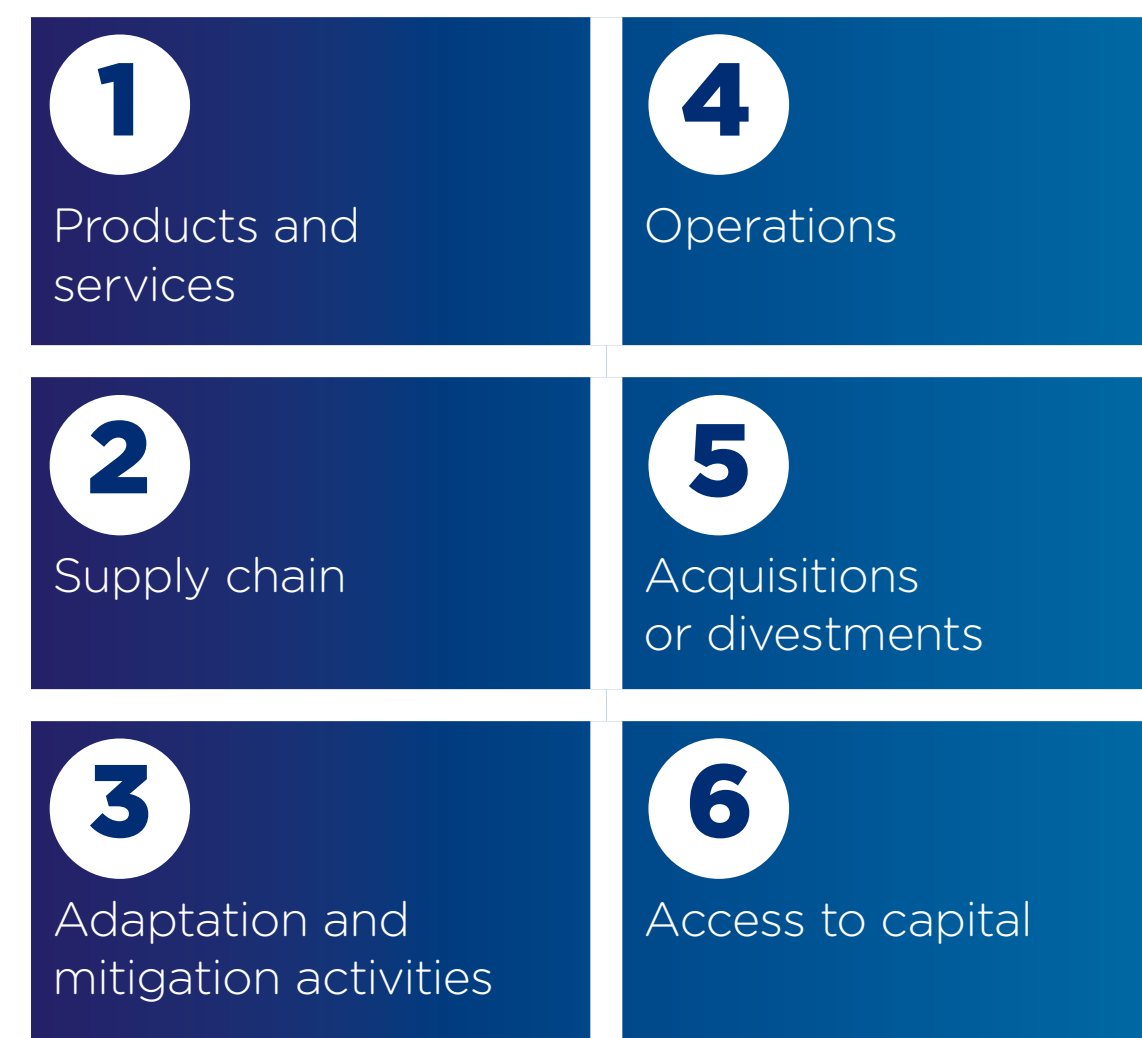 1
Products and
services
2
Supply chain
3
Adaptation and
mitigation activities
4
Operations
5
Acquisitions
or divestments
6
Access to capital